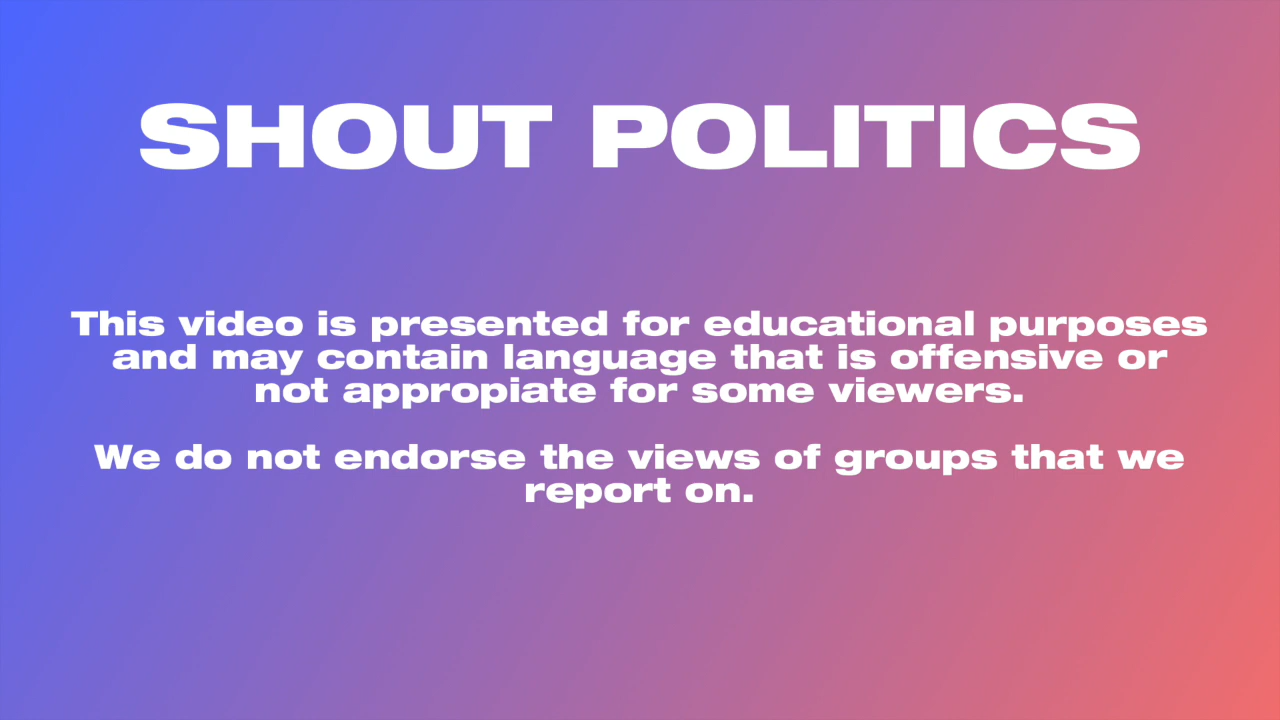 SHOUT POLITICS
This video is presented for educational purposes
and may contain language that is offensive or
not appropiate for some viewers.
We do not endorse the views of groups that we
report on.